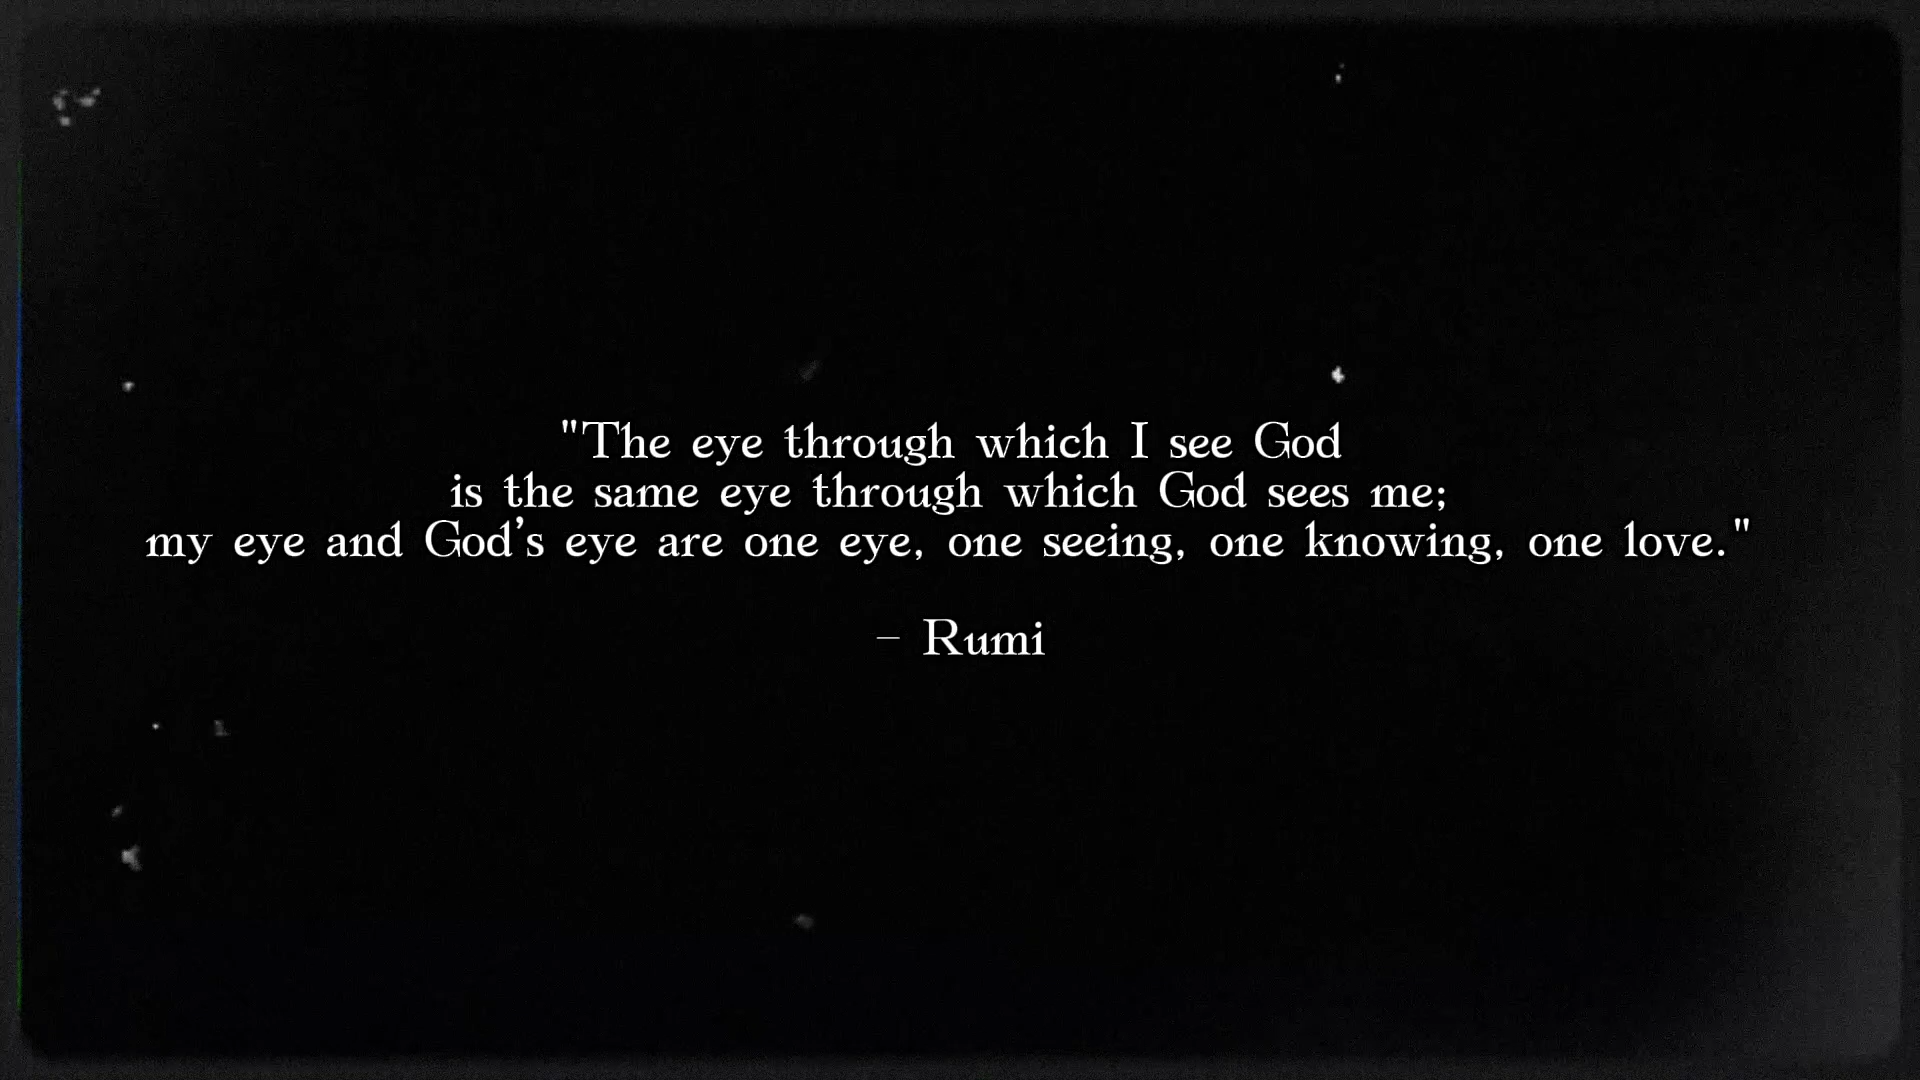 "The eye through which I see God
is the same eye through which God sees me;
my eye and God's eye are one eye, one seeing, one knowing, one love."
– Rumi